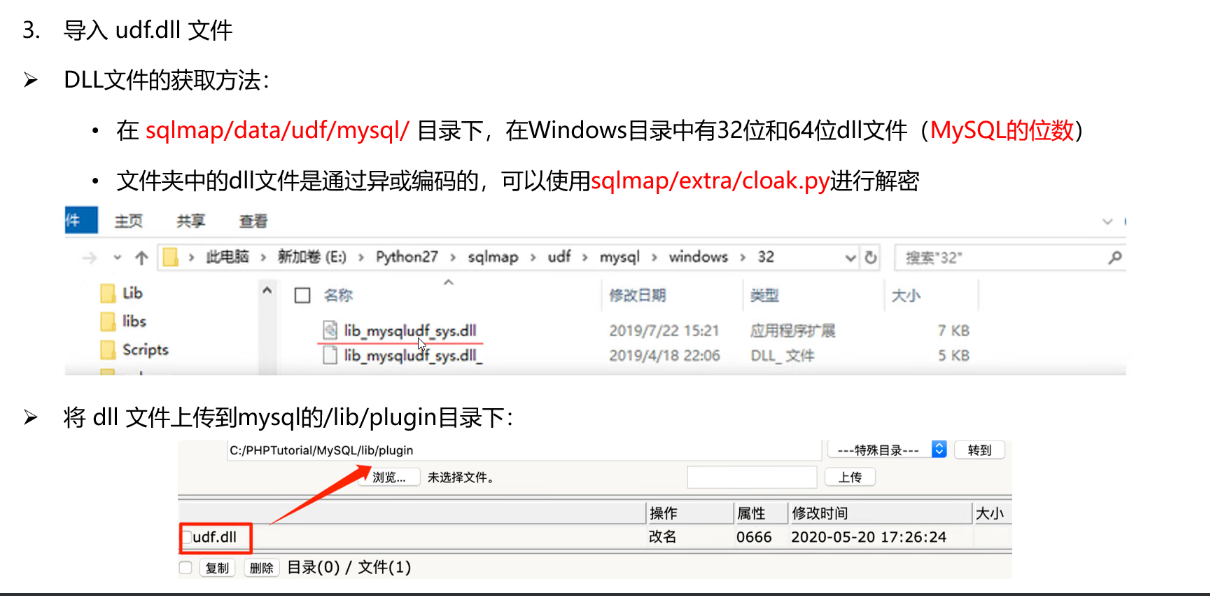 3. 导入 udf.dll 文件
➢ DLL文件的获取方法：
• 在 sqlmap/data/udf/mysql/ 目录下，在Windows目录中有32位和64位dll文件（MySQL的位数）
• 文件夹中的dll文件是通过异或编码的，可以使用sqlmap/extra/cloak.py进行解密
件 主页 共享 查看
此电脑 › 新加卷 (E:) › Python27 › sqlmap › udf › mysql › windows › 32 搜索"32"
Lib 名称 修改日期 类型 大小
libs lib_mysqludf_sys.dll 2019/7/22 15:21 应用程序扩展 7 KB
Scripts lib_mysqludf_sys.dll_ 2019/4/18 22:06 DLL_ 文件 5 KB
➢ 将 dll 文件上传到mysql的/lib/plugin目录下：
C:/PHPTutorial/MySQL/lib/plugin ---特殊目录--- 转到
浏览... 未选择文件。 上传
操作 属性 修改时间 大小
udf.dll 改名 0666 2020-05-20 17:26:24
复制 删除 目录(0) / 文件(1)